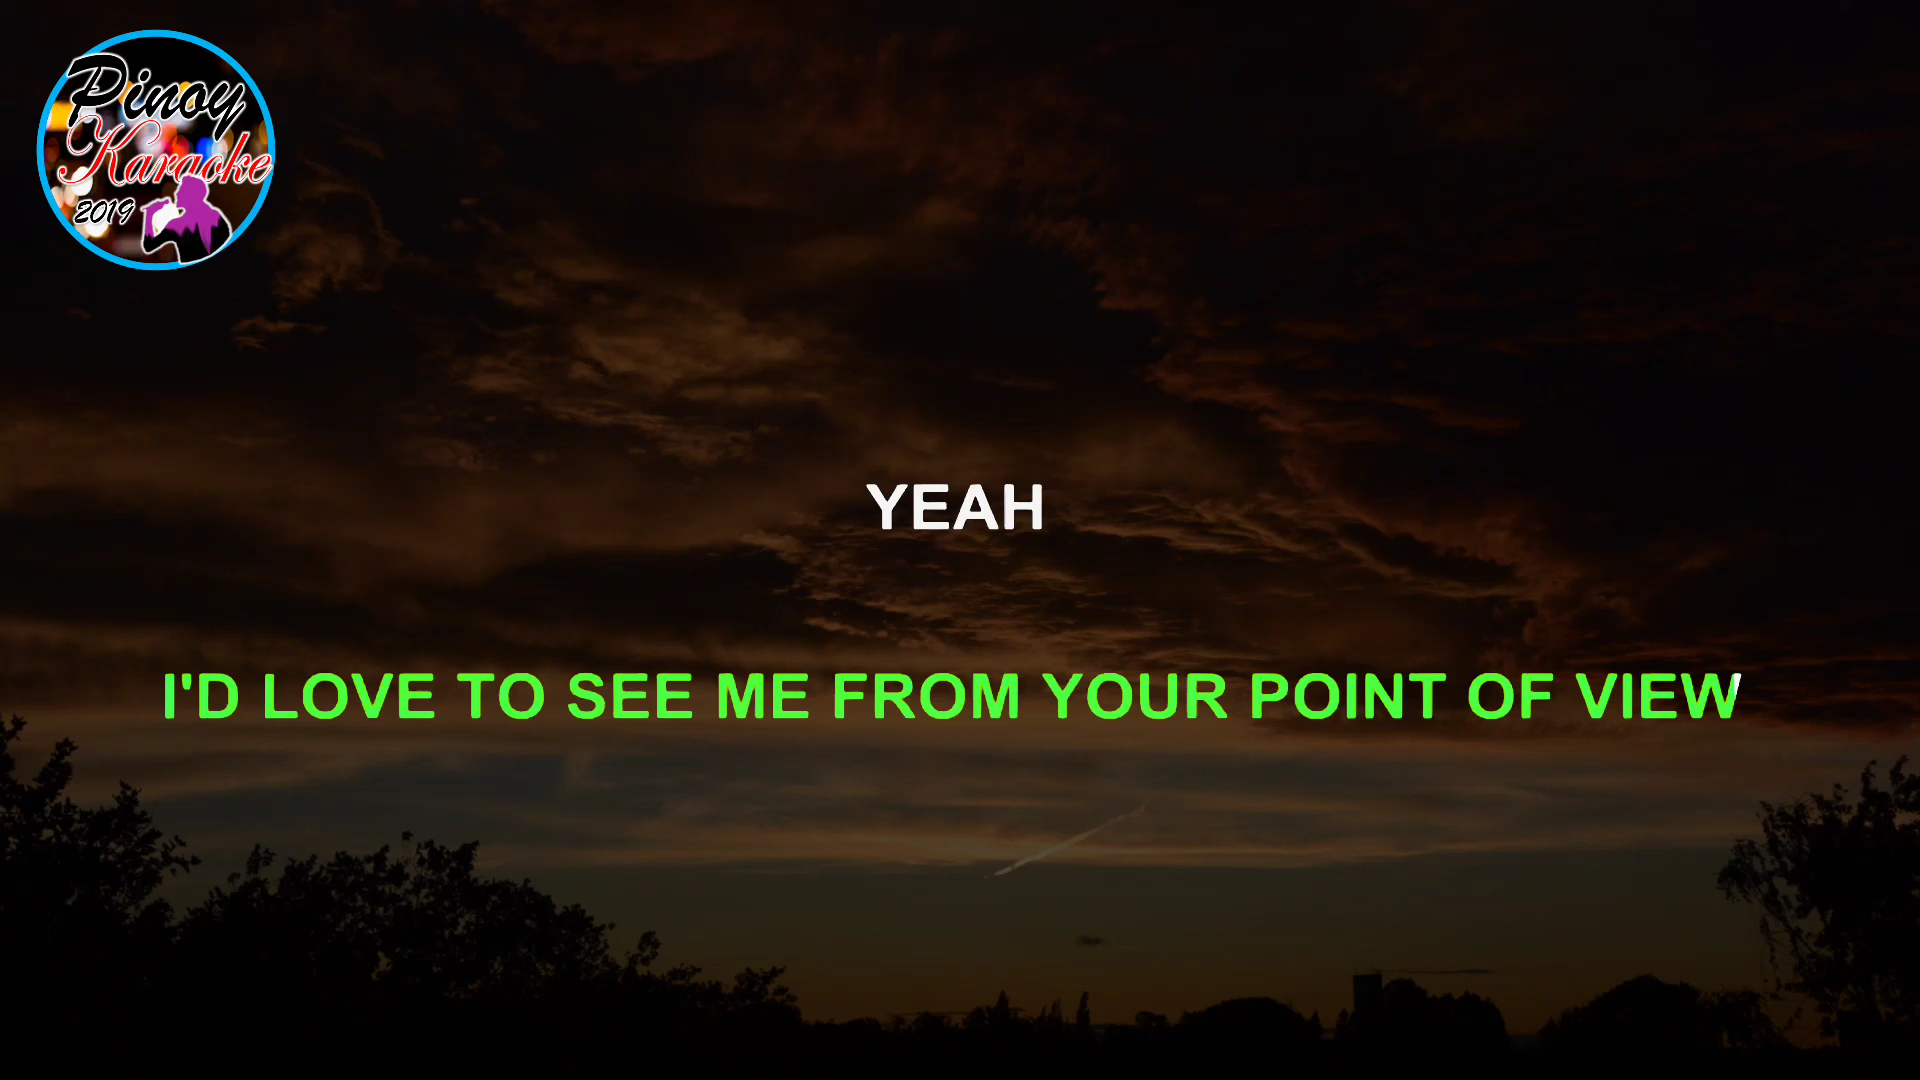 Pinoy
Karaoke
2019
YEAH
I'D LOVE TO SEE ME FROM YOUR POINT OF VIEW